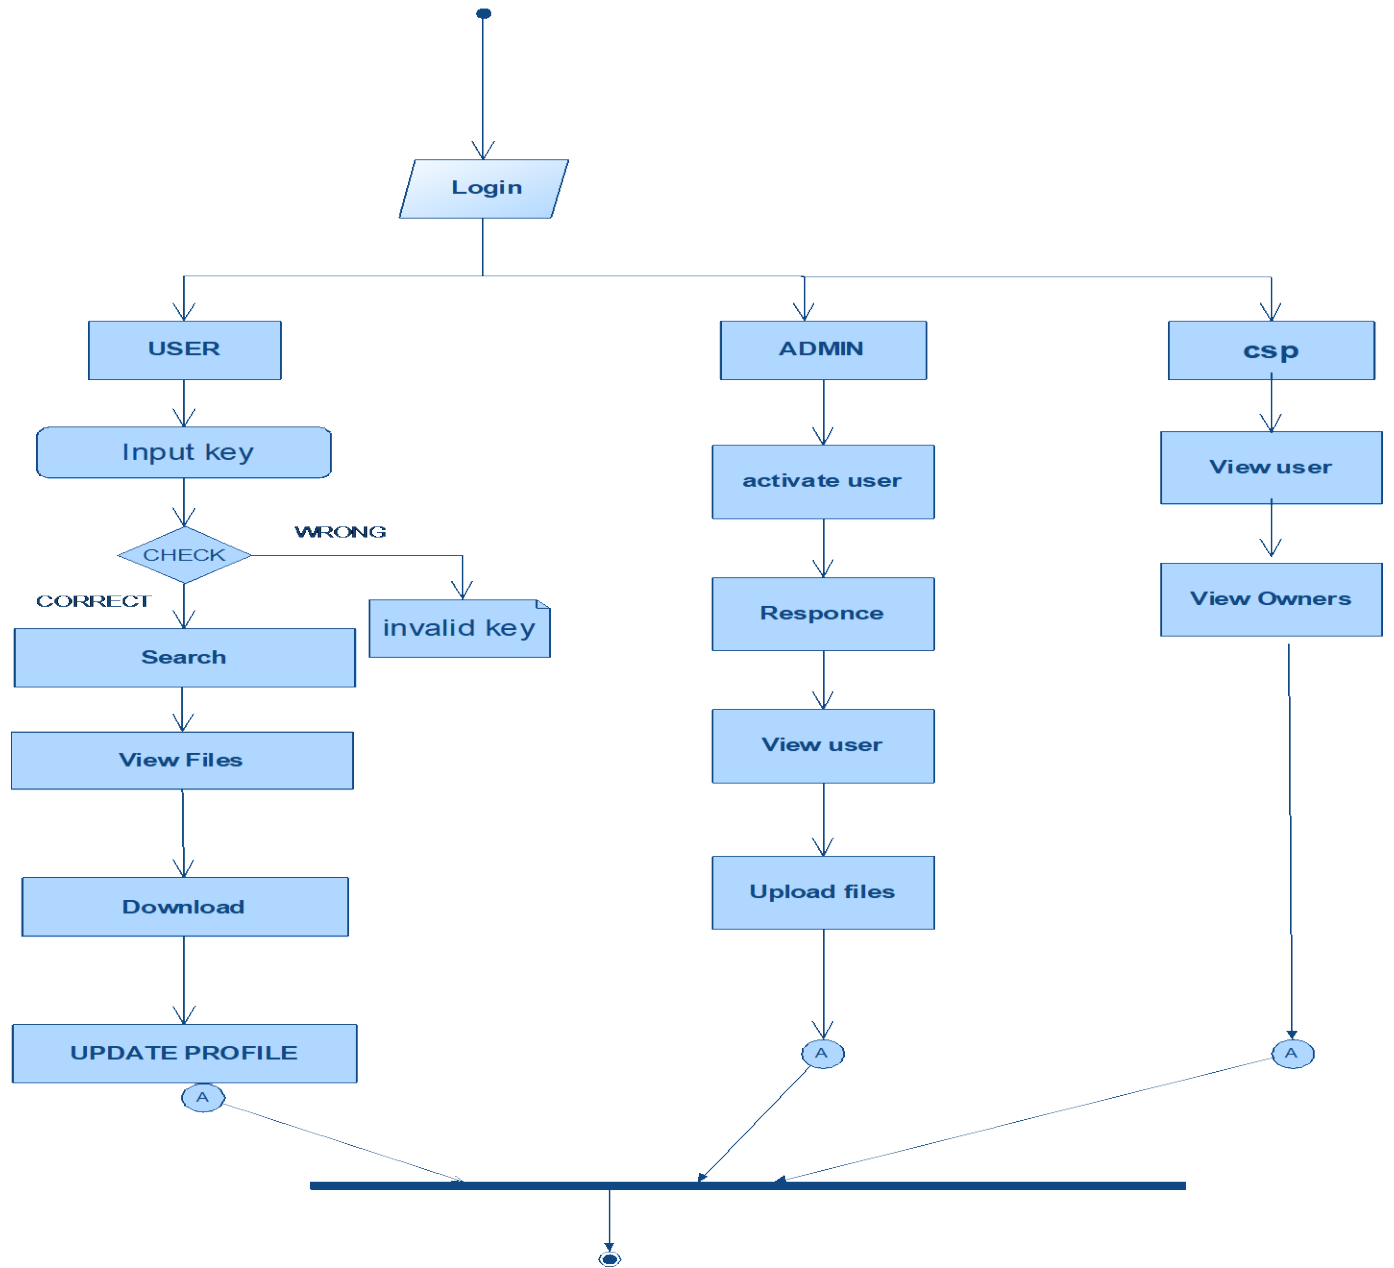 Login
USER
ADMIN
csp
Input key
activate user
View user
CHECK
WRONG
CORRECT
invalid key
Responce
View Owners
Search
View Files
View user
Download
Upload files
UPDATE PROFILE
A
A
A